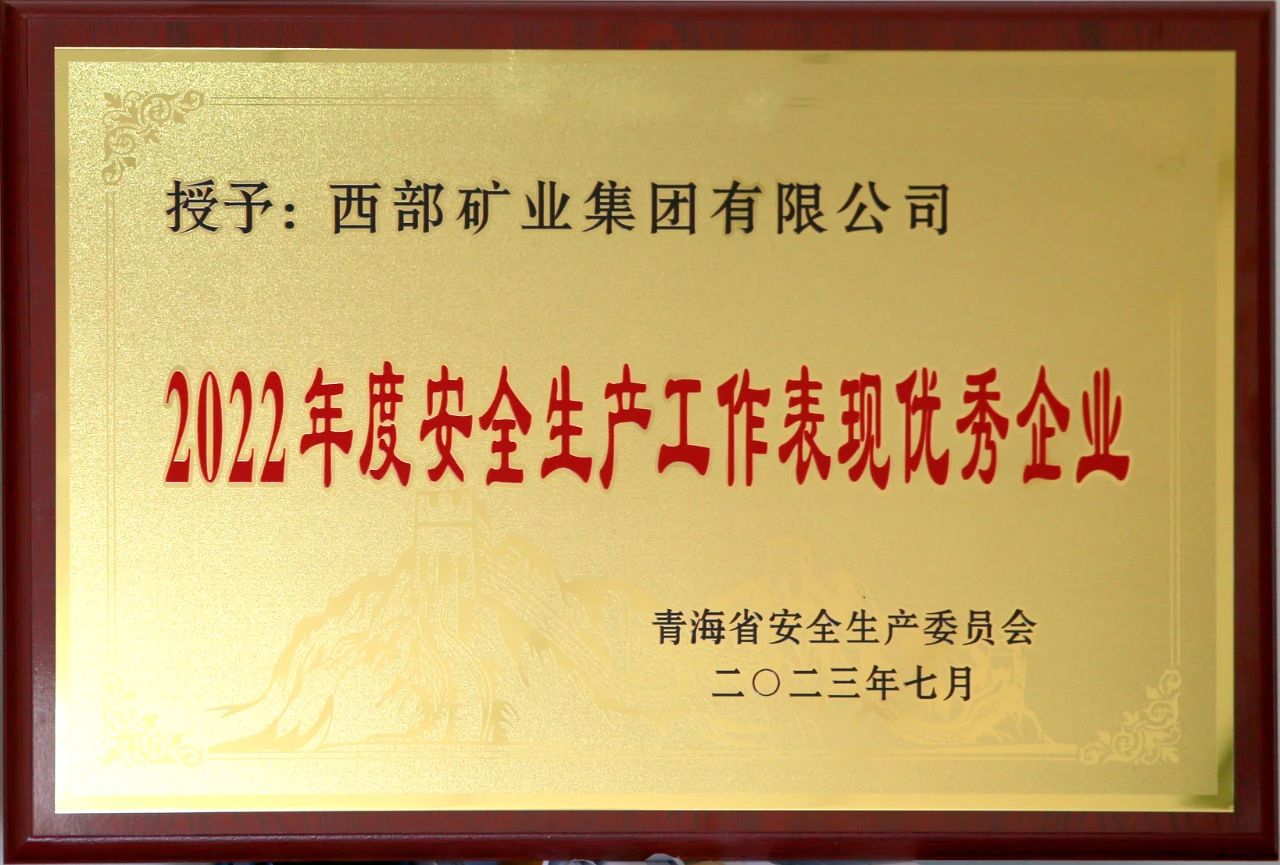 授予：西部矿业集团有限公司
2022年度安全生产工作表现优秀企业
青海省安全生产委员会
二〇二三年七月